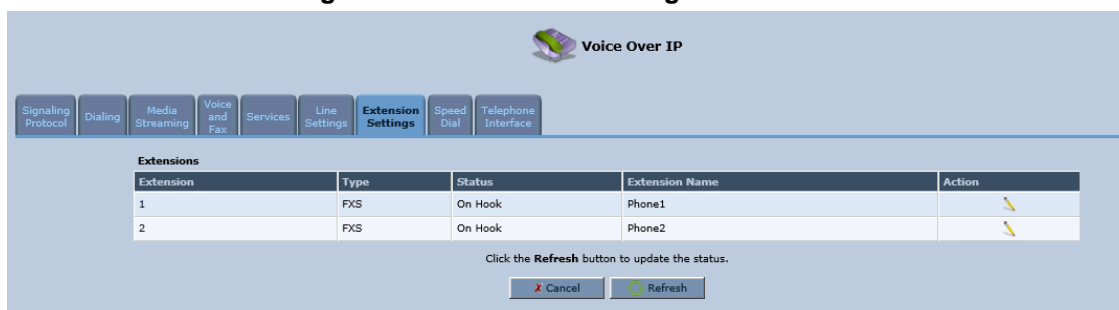 Voice Over IP
Signaling Protocol Dialing Media Streaming Voice and Fax Services Line Settings Extension Settings Speed Dial Telephone Interface
Extensions
Extension Type Status Extension Name Action
1 FXS On Hook Phone1
2 FXS On Hook Phone2
Click the Refresh button to update the status.
Cancel Refresh